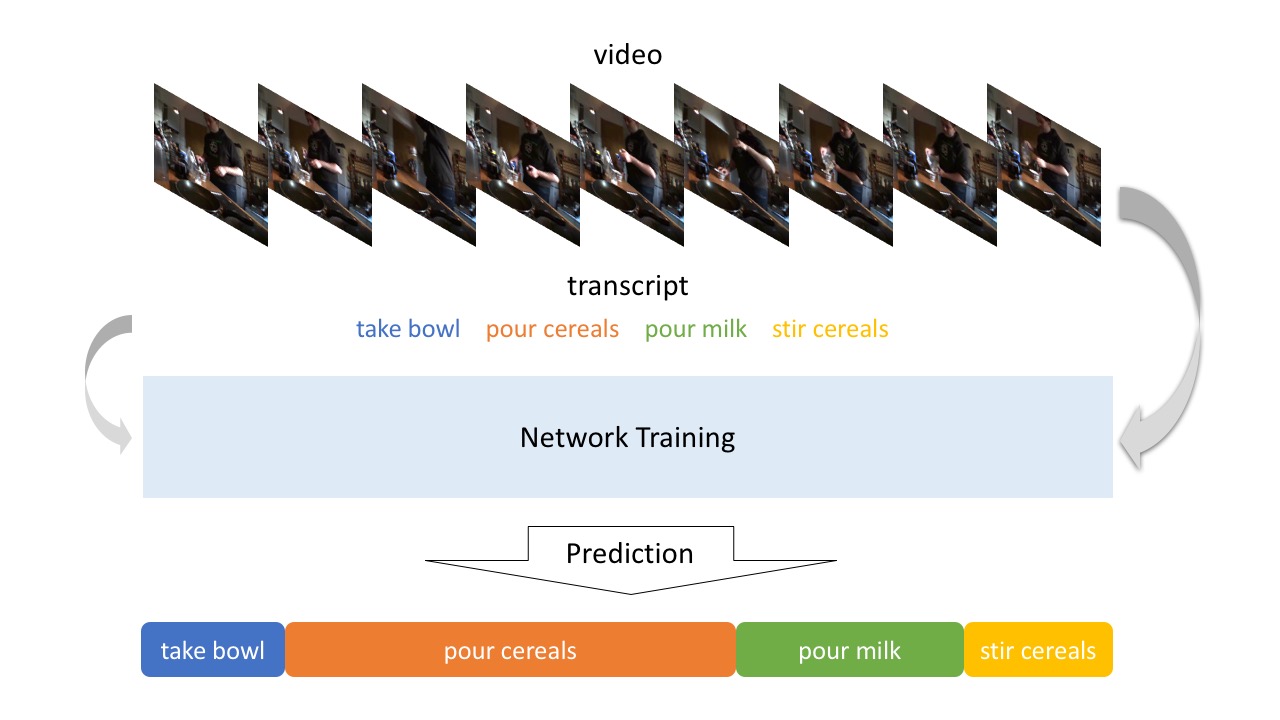 video
transcript
take bowl pour cereals pour milk stir cereals
Network Training
Prediction
take bowl pour cereals pour milk stir cereals